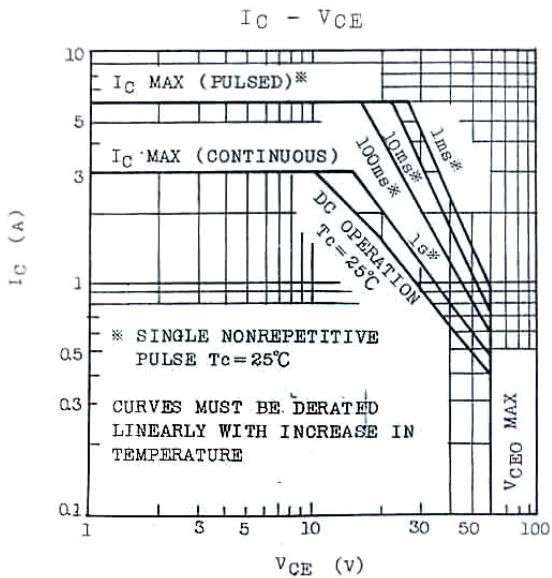 IC – VCE
10
IC MAX (PULSED)※
5
IC MAX (CONTINUOUS)
3
1ms※
10ms※
100ms※
1s※
DC OPERATION
Tc=25℃
IC (A)
1
※ SINGLE NONREPETITIVE
PULSE Tc=25℃
0.5
0.3
CURVES MUST BE DERATED
LINEARLY WITH INCREASE IN
TEMPERATURE
VCEO MAX
0.1
1 3 5 10 30 50 100
VCE (V)